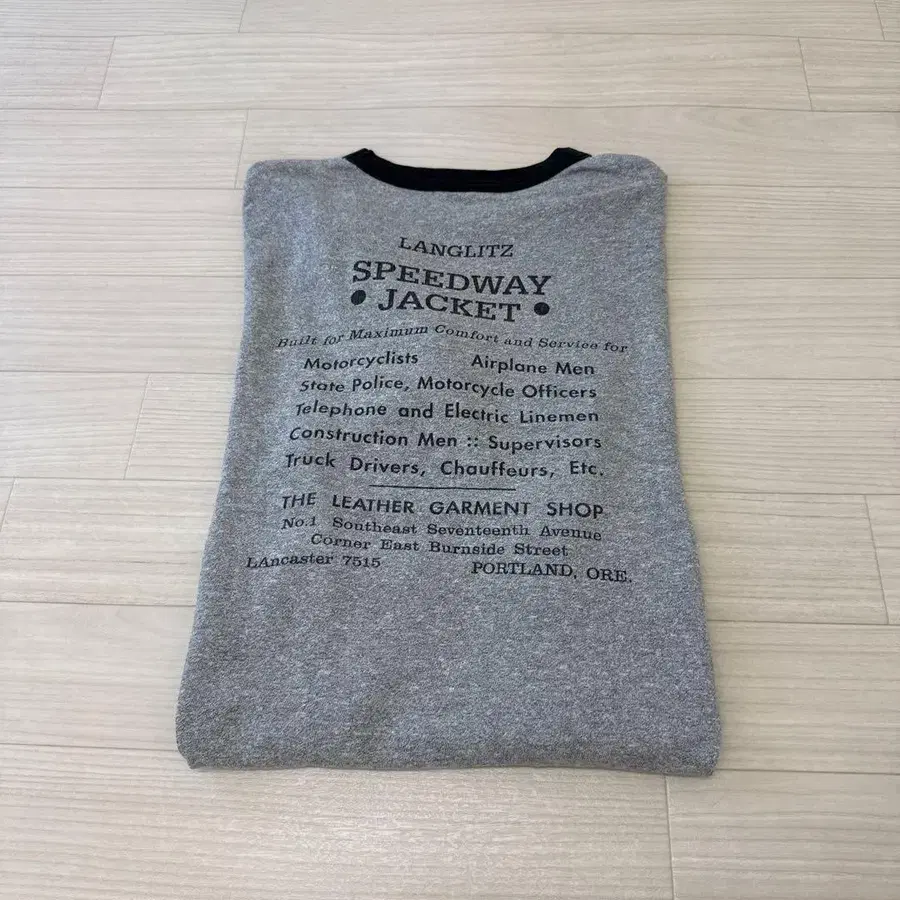 LANGLITZ
SPEEDWAY
• JACKET •
Built for Maximum Comfort and Service for
Motorcyclists Airplane Men
State Police, Motorcycle Officers
Telephone and Electric Linemen
Construction Men :: Supervisors
Truck Drivers, Chauffeurs, Etc.
THE LEATHER GARMENT SHOP
No.1 Southeast Seventeenth Avenue
Corner East Burnside Street
LAncaster 7515 PORTLAND, ORE.